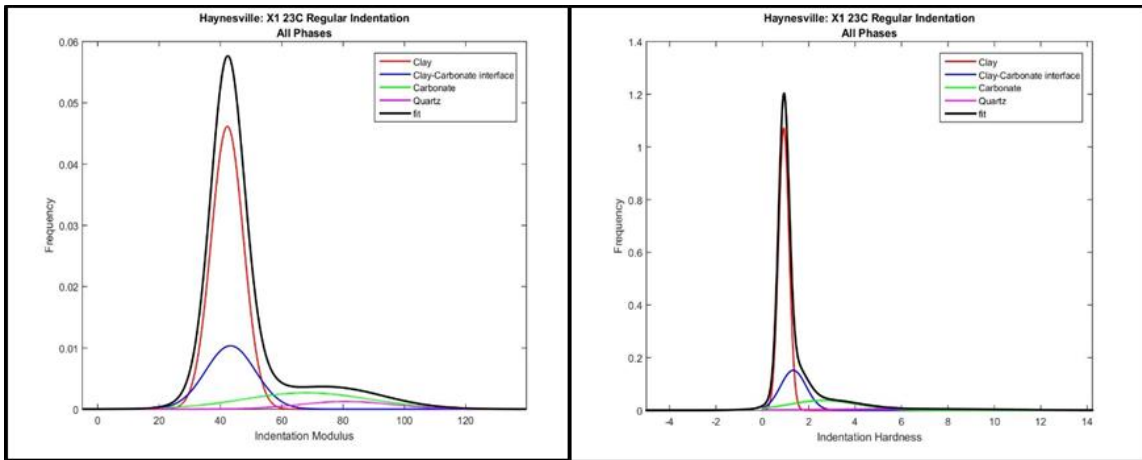 Haynesville: X1 23C Regular Indentation
All Phases
0.06
0.05
0.04
0.03
0.02
0.01
0
Frequency
Clay
Clay-Carbonate interface
Carbonate
Quartz
fit
0 20 40 60 80 100 120
Indentation Modulus
Haynesville: X1 23C Regular Indentation
All Phases
1.4
1.2
1
0.8
0.6
0.4
0.2
0
Frequency
Clay
Clay-Carbonate interface
Carbonate
Quartz
fit
-4 -2 0 2 4 6 8 10 12 14
Indentation Hardness